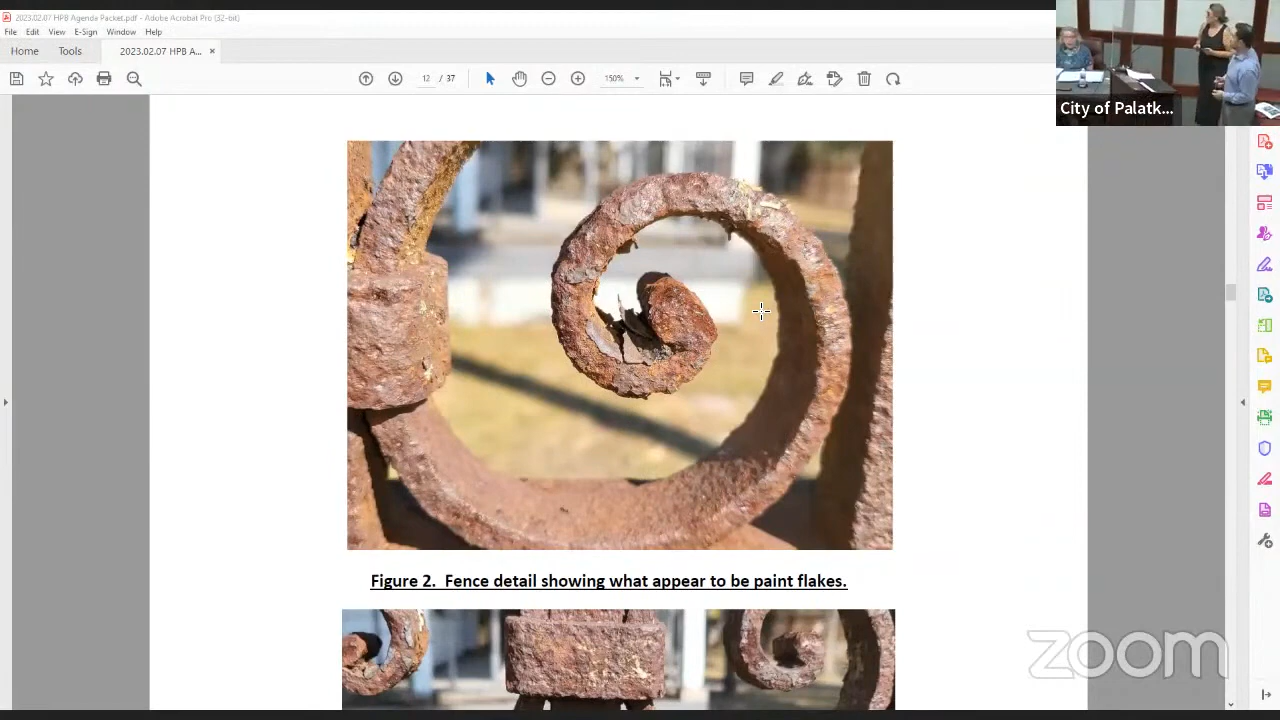 2023.02.07 HPB Agenda Packet.pdf - Adobe Acrobat Pro (32-bit)
File Edit View E-Sign Window Help
Home Tools 2023.02.07 HPB A... ×
12 / 37 150%
City of Palatk...
Figure 2. Fence detail showing what appear to be paint flakes.
zoom